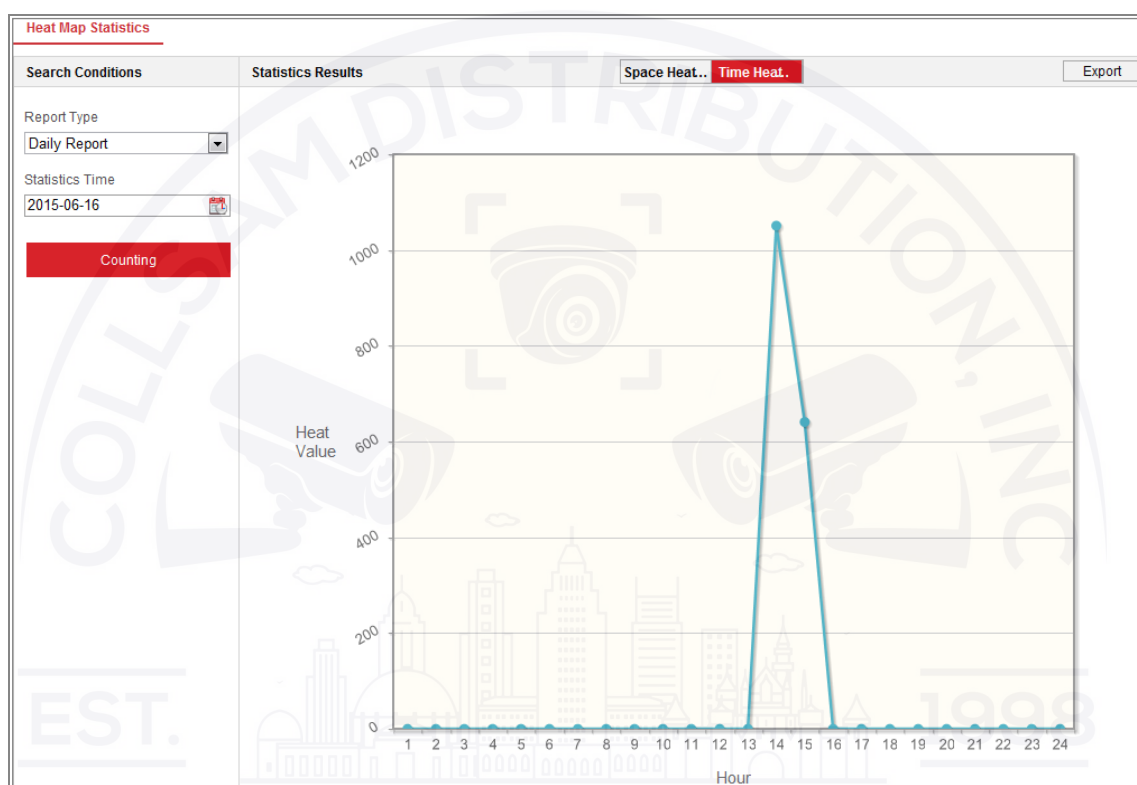 Heat Map Statistics
Search Conditions
Statistics Results
Space Heat...
Time Heat..
Export
Report Type
Daily Report
Statistics Time
2015-06-16
Counting
1200
1000
800
600
400
200
0
Heat
Value
1 2 3 4 5 6 7 8 9 10 11 12 13 14 15 16 17 18 19 20 21 22 23 24
Hour
COLLSAM DISTRIBUTION, INC
EST.
1998